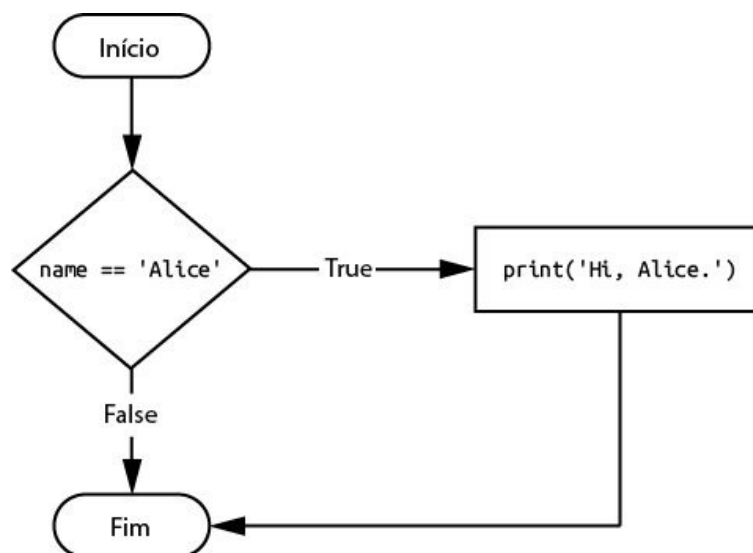 Início
name == 'Alice'
True
print('Hi, Alice.')
False
Fim